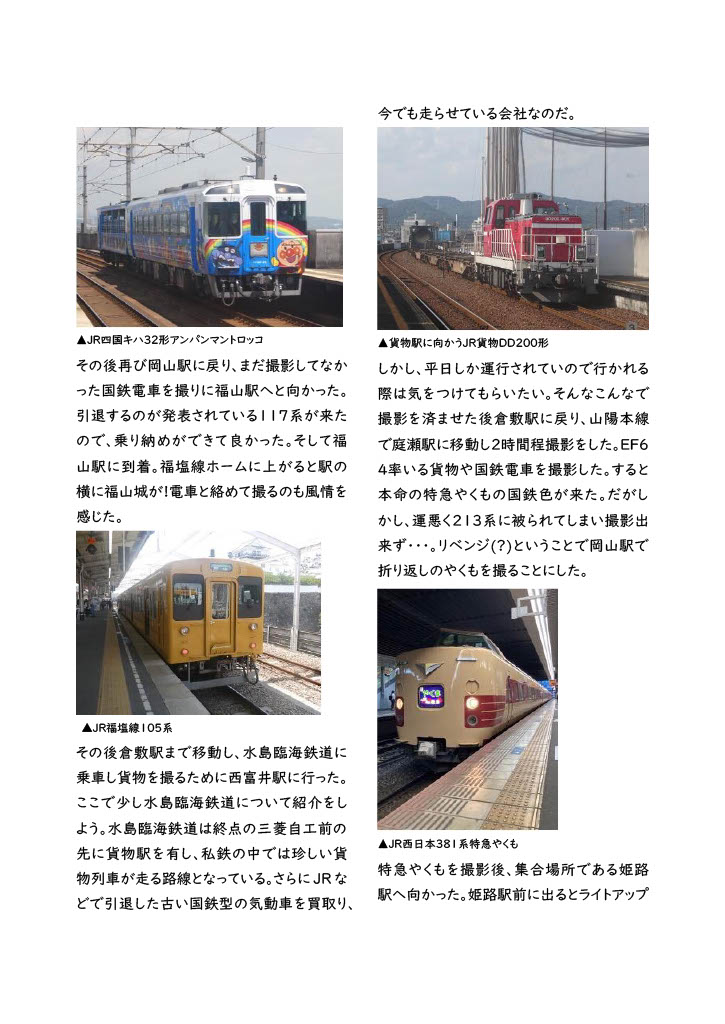 ▲JR四国キハ32形アンパンマントロッコ
その後再び岡山駅に戻り、まだ撮影してなか
った国鉄電車を撮りに福山駅へと向かった。
引退するのが発表されている117系が来た
ので、乗り納めができて良かった。そして福
山駅に到着。福塩線ホームに上がると駅の
横に福山城が!電車と絡めて撮るのも風情を
感じた。
▲JR福塩線105系
その後倉敷駅まで移動し、水島臨海鉄道に
乗車し貨物を撮るために西富井駅に行った。
ここで少し水島臨海鉄道について紹介をし
よう。水島臨海鉄道は終点の三菱自工前の
先に貨物駅を有し、私鉄の中では珍しい貨
物列車が走る路線となっている。さらにJRな
どで引退した古い国鉄型の気動車を買取り、
今でも走らせている会社なのだ。
▲貨物駅に向かうJR貨物DD200形
しかし、平日しか運行されていので行かれる
際は気をつけてもらいたい。そんなこんなで
撮影を済ませた後倉敷駅に戻り、山陽本線
で庭瀬駅に移動し2時間程撮影をした。EF6
4率いる貨物や国鉄電車を撮影した。すると
本命の特急やくもの国鉄色が来た。だがし
かし、運悪く213系に被られてしまい撮影出
来ず･･･。リベンジ(?)ということで岡山駅で
折り返しのやくもを撮ることにした。
▲JR西日本381系特急やくも
特急やくもを撮影後、集合場所である姫路
駅へ向かった。姫路駅前に出るとライトアップ